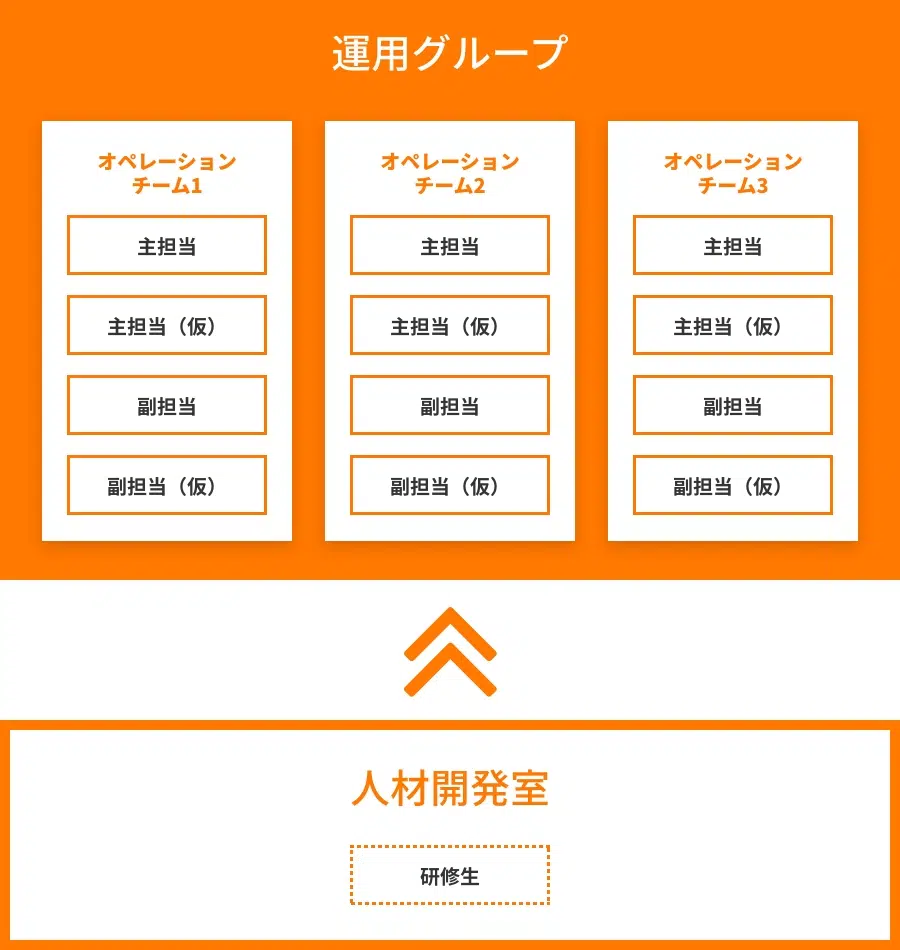 運用グループ
オペレーション
チーム1
主担当
主担当（仮）
副担当
副担当（仮）
オペレーション
チーム2
主担当
主担当（仮）
副担当
副担当（仮）
オペレーション
チーム3
主担当
主担当（仮）
副担当
副担当（仮）
人材開発室
研修生